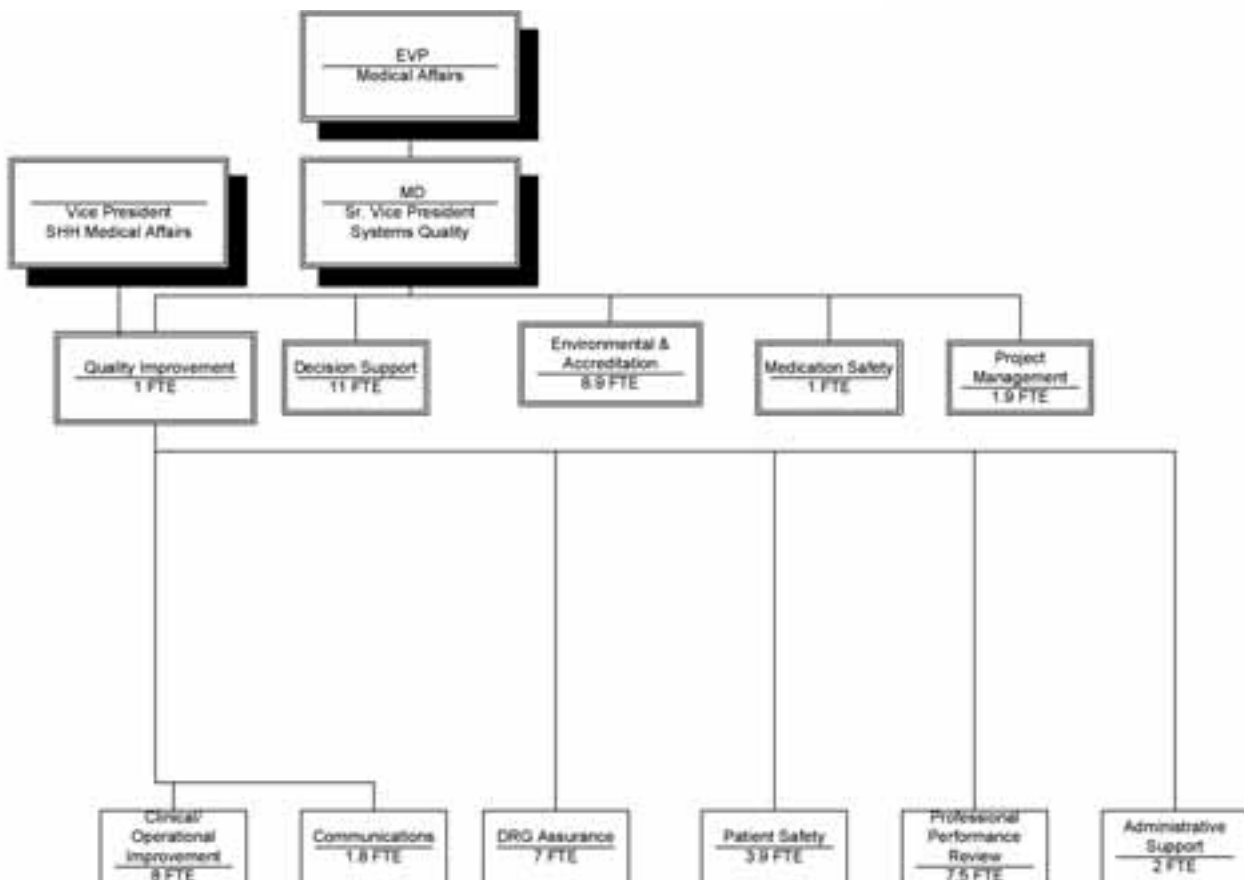 EVP
Medical Affairs
Vice President
SHH Medical Affairs
MD
Sr. Vice President
Systems Quality
Quality Improvement
1 FTE
Decision Support
11 FTE
Environmental &
Accreditation
8.9 FTE
Medication Safety
1 FTE
Project
Management
1.9 FTE
Clinical/
Operational
Improvement
8 FTE
Communications
1.8 FTE
DRG Assurance
7 FTE
Patient Safety
3.9 FTE
Professional
Performance
Review
7.5 FTE
Administrative
Support
2 FTE